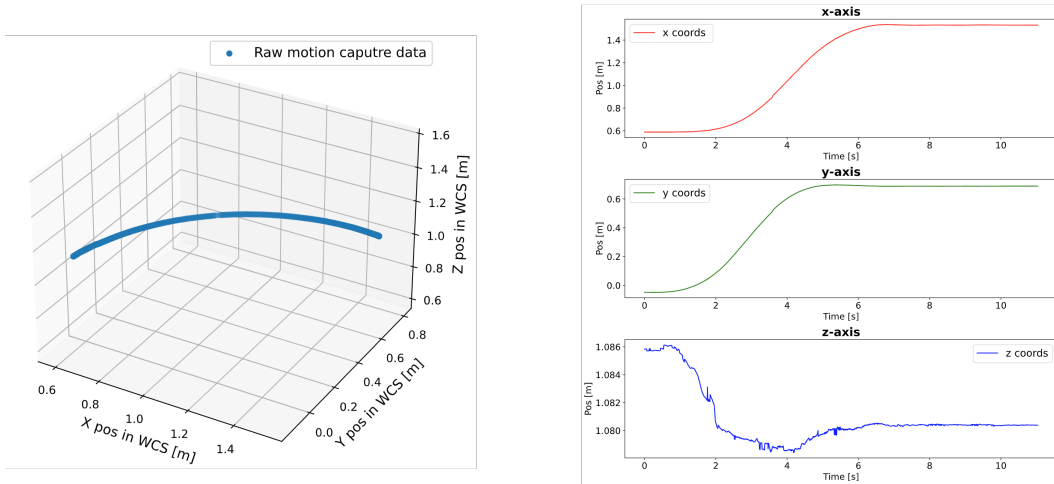 Raw motion caputre data
1.6
1.4
1.2
1.0
0.8
0.6
Z pos in WCS [m]
0.8
0.6
0.4
0.2
0.0
Y pos in WCS [m]
0.6
0.8
1.0
1.2
1.4
X pos in WCS [m]
x-axis
x coords
1.4
1.2
1.0
0.8
0.6
Pos [m]
0 2 4 6 8 10
Time [s]
y-axis
y coords
0.6
0.4
0.2
0.0
Pos [m]
0 2 4 6 8 10
Time [s]
z-axis
z coords
1.086
1.084
1.082
1.080
Pos [m]
0 2 4 6 8 10
Time [s]